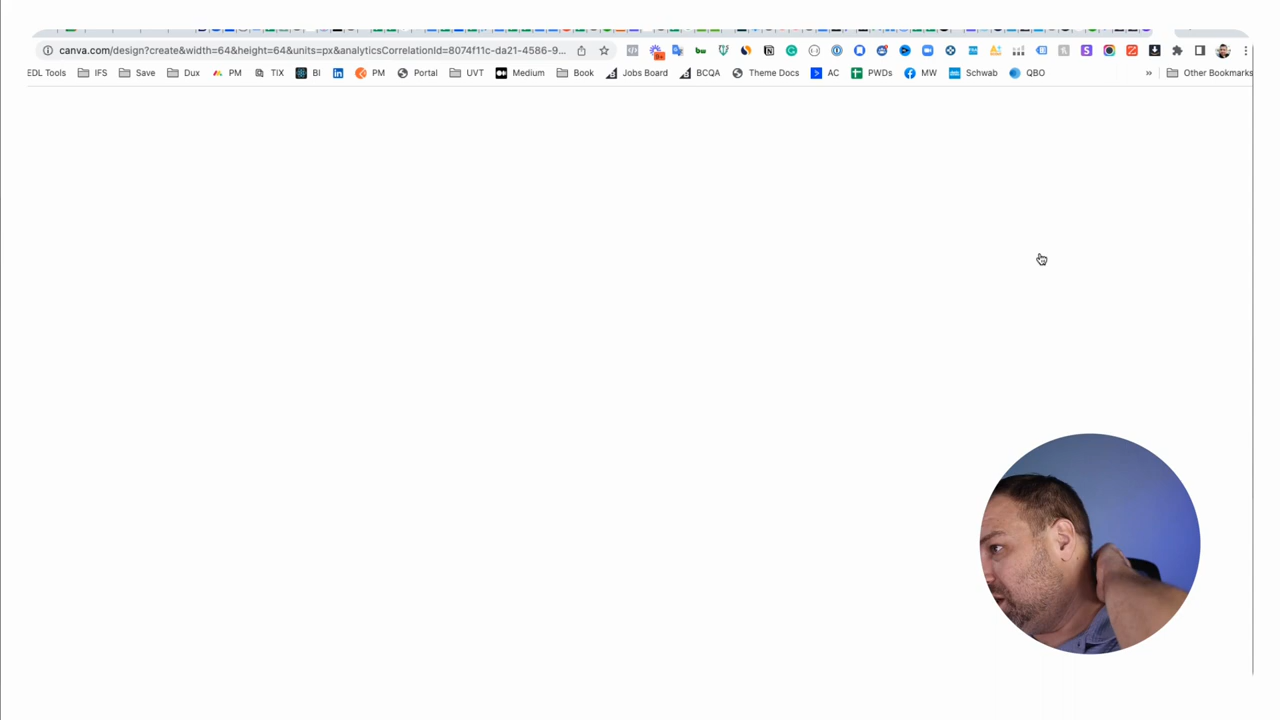 canva.com/design?create&width=64&height=64&units=px&analyticsCorrelationId=8074f11c-da21-4586-9...
EDL Tools IFS Save Dux PM TIX BI PM Portal UVT Medium Book Jobs Board BCQA Theme Docs AC PWDs MW Schwab QBO » Other Bookmarks